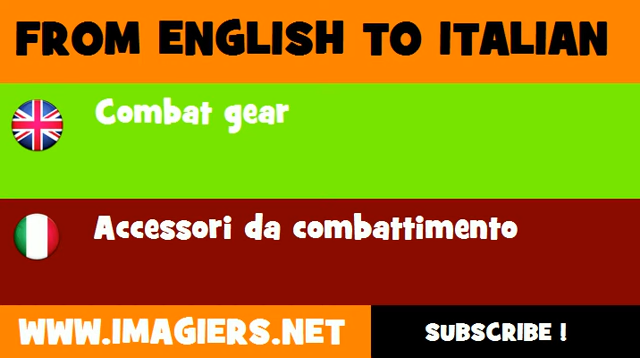 FROM ENGLISH TO ITALIAN
Combat gear
Accessori da combattimento
WWW.IMAGIERS.NET
SUBSCRIBE !